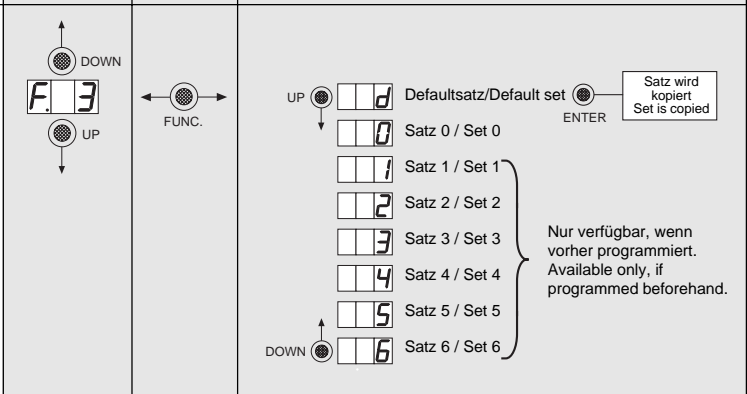 DOWN
F. 3
UP
FUNC.
UP
d Defaultsatz/Default set
ENTER
Satz wird
kopiert
Set is copied
0 Satz 0 / Set 0
1 Satz 1 / Set 1
2 Satz 2 / Set 2
3 Satz 3 / Set 3
4 Satz 4 / Set 4
5 Satz 5 / Set 5
DOWN
6 Satz 6 / Set 6
Nur verfügbar, wenn
vorher programmiert.
Available only, if
programmed beforehand.